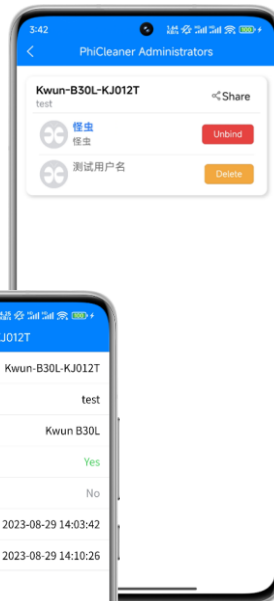 3:42
PhiCleaner Administrators
Kwun-B30L-KJ012T
test
Share
怪虫
怪虫
Unbind
测试用户名
Delete
J012T
Kwun-B30L-KJ012T
test
Kwun B30L
Yes
No
2023-08-29 14:03:42
2023-08-29 14:10:26